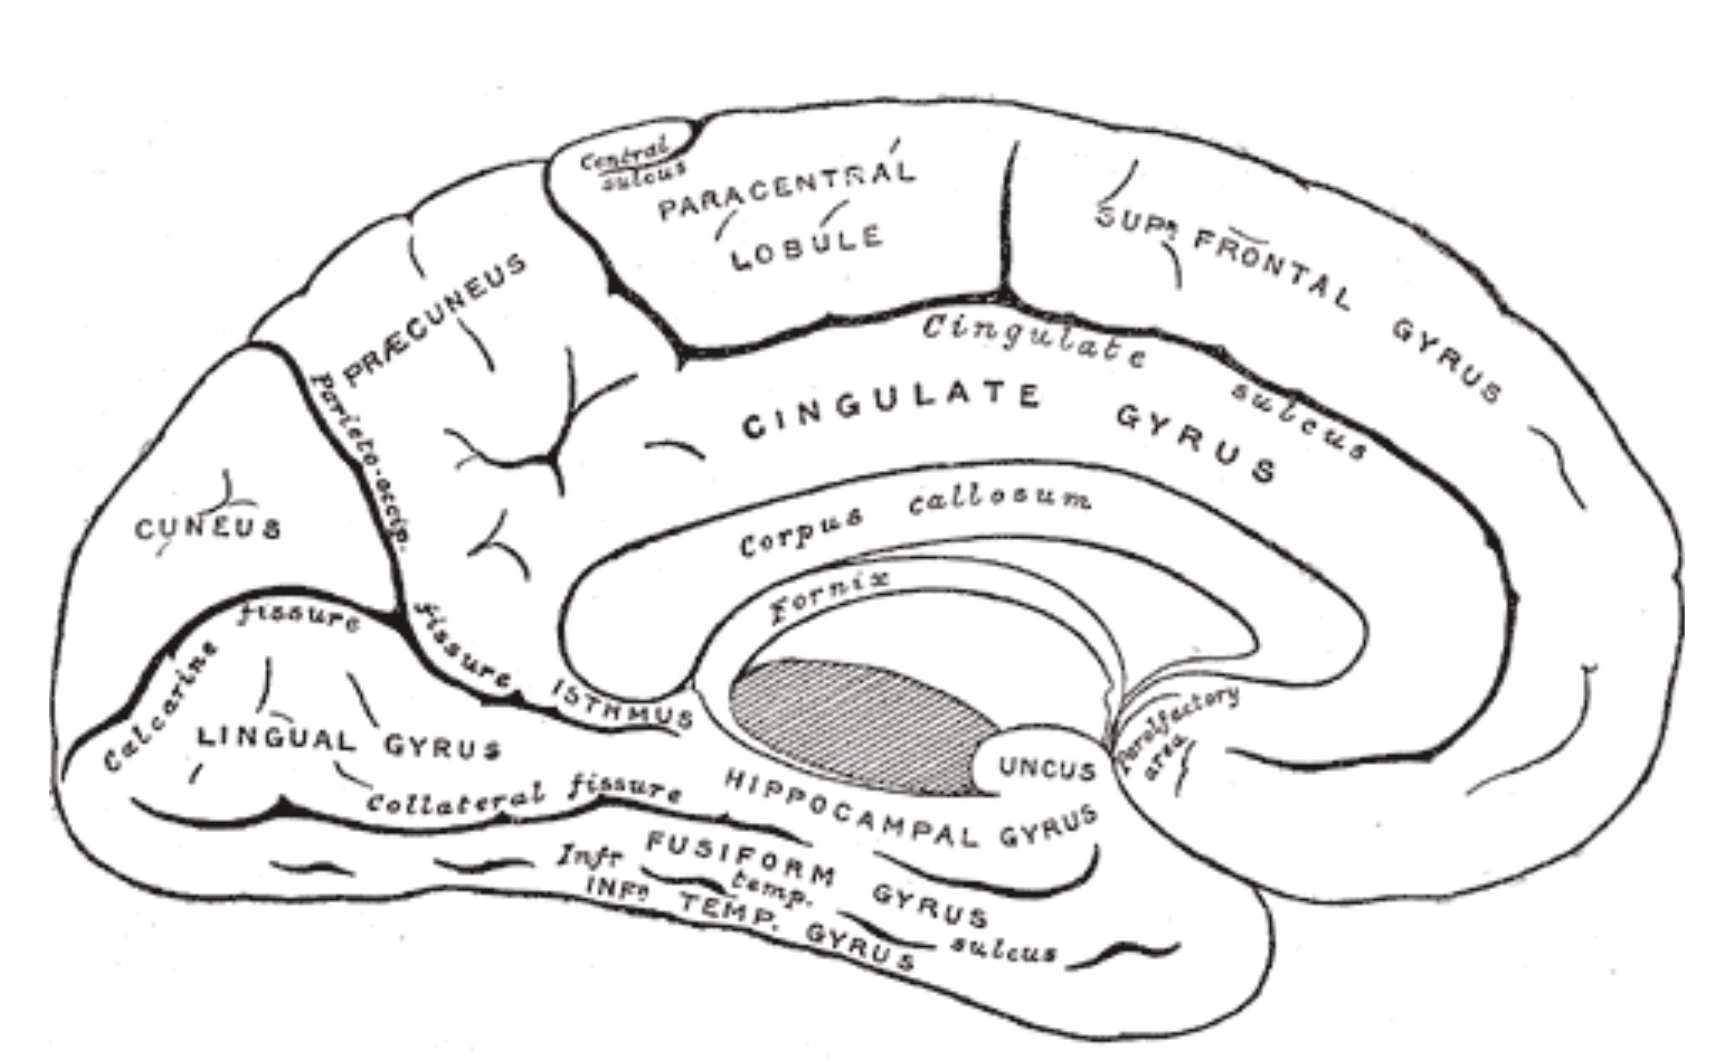 Central
sulcus
PARACENTRAL
LOBULE
SUPR FRONTAL GYRUS
PRÆCUNEUS
Cingulate sulcus
CINGULATE GYRUS
Parieto-occip. fissure
CUNEUS
Corpus callosum
Fornix
Calcarine fissure
ISTHMUS
LINGUAL GYRUS
Parolfactory
area
UNCUS
HIPPOCAMPAL GYRUS
Collateral fissure
FUSIFORM GYRUS
Infr temp. sulcus
INFR TEMP. GYRUS